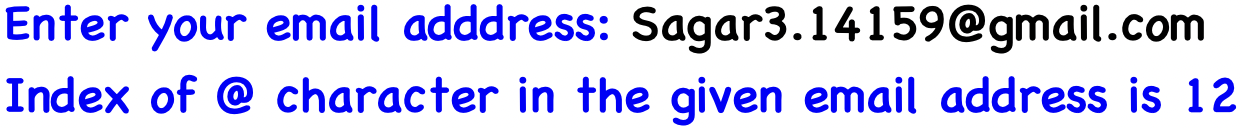 Enter your email adddress: Sagar3.14159@gmail.com
Index of @ character in the given email address is 12